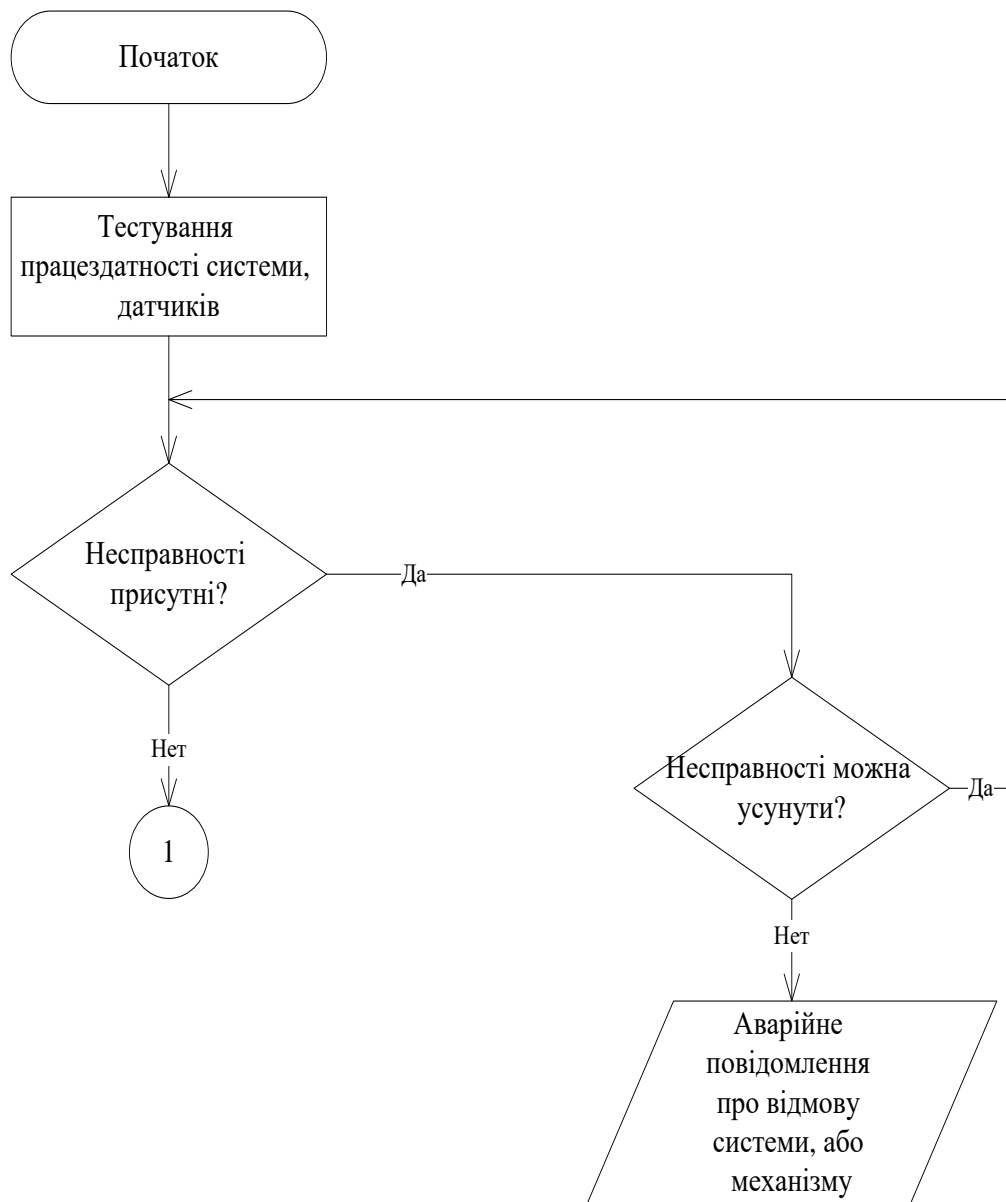 Початок
Тестування
працездатності системи,
датчиків
Несправності
присутні?
Да
Нет
1
Несправності можна
усунути?
Да
Нет
Аварійне
повідомлення
про відмову
системи, або
механізму